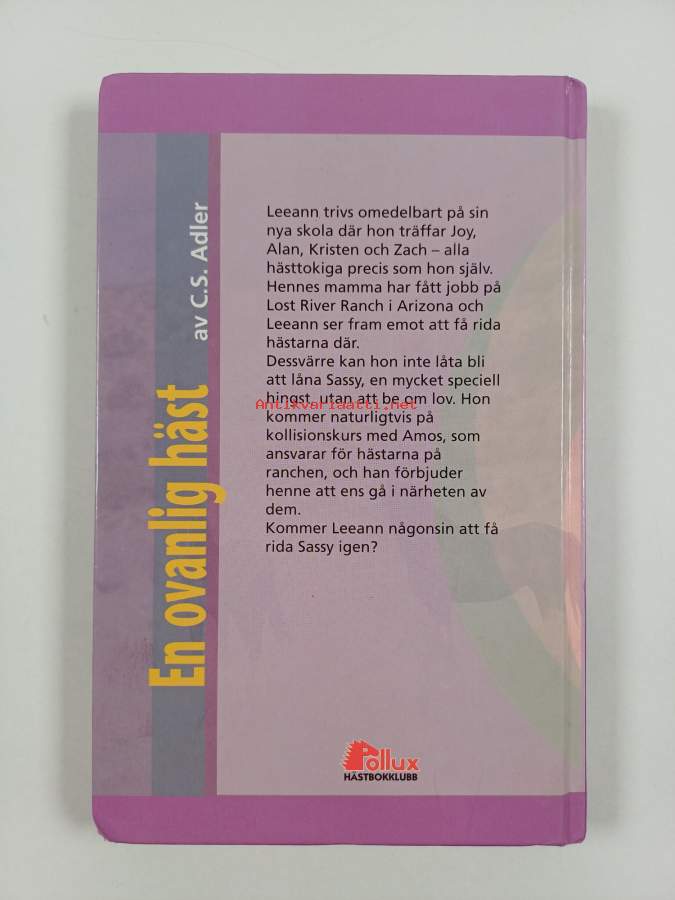 En ovanlig häst
av C.S. Adler
Leeann trivs omedelbart på sin
nya skola där hon träffar Joy,
Alan, Kristen och Zach – alla
hästtokiga precis som hon själv.
Hennes mamma har fått jobb på
Lost River Ranch i Arizona och
Leeann ser fram emot att få rida
hästarna där.
Dessvärre kan hon inte låta bli
att låna Sassy, en mycket speciell
hingst, utan att be om lov. Hon
Antikvariaatti.net
kommer naturligtvis på
kollisionskurs med Amos, som
ansvarar för hästarna på
ranchen, och han förbjuder
henne att ens gå i närheten av
dem.
Kommer Leeann någonsin att få
rida Sassy igen?
Pollux
HÄSTBOKKLUBB